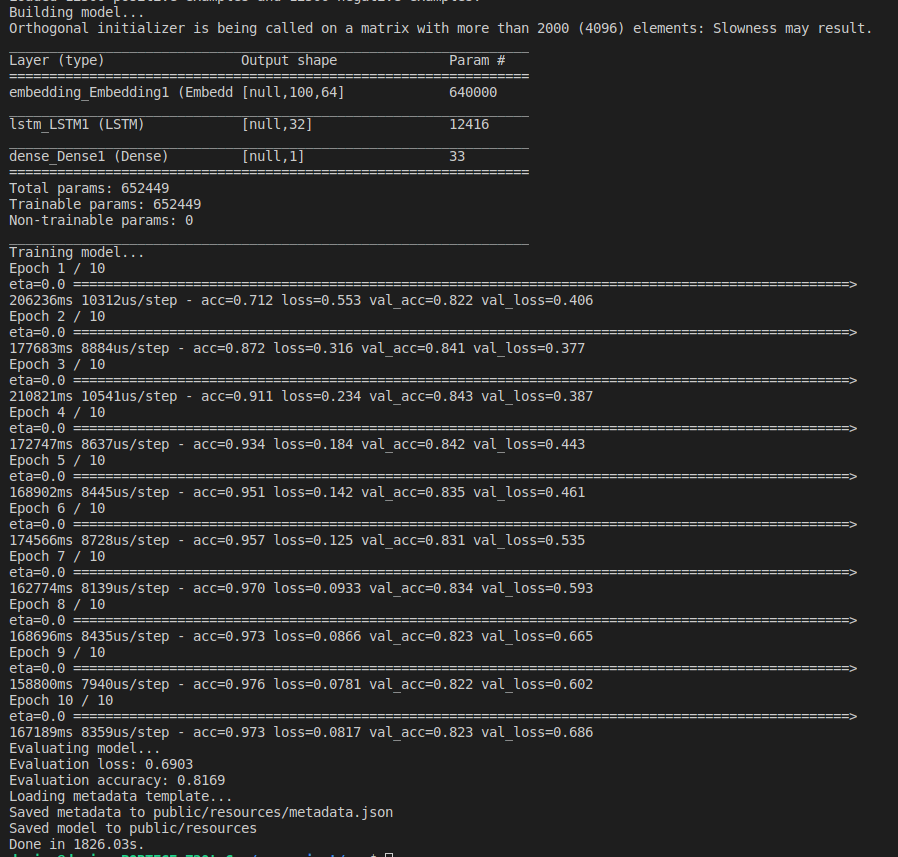 Building model...
Orthogonal initializer is being called on a matrix with more than 2000 (4096) elements: Slowness may result.
_________________________________________________________________
Layer (type)                 Output shape              Param #
=================================================================
embedding_Embedding1 (Embedd [null,100,64]             640000
_________________________________________________________________
lstm_LSTM1 (LSTM)            [null,32]                 12416
_________________________________________________________________
dense_Dense1 (Dense)         [null,1]                  33
=================================================================
Total params: 652449
Trainable params: 652449
Non-trainable params: 0
_________________________________________________________________
Training model...
Epoch 1 / 10
eta=0.0 =================================================================================================>
206236ms 10312us/step - acc=0.712 loss=0.553 val_acc=0.822 val_loss=0.406
Epoch 2 / 10
eta=0.0 =================================================================================================>
177683ms 8884us/step - acc=0.872 loss=0.316 val_acc=0.841 val_loss=0.377
Epoch 3 / 10
eta=0.0 =================================================================================================>
210821ms 10541us/step - acc=0.911 loss=0.234 val_acc=0.843 val_loss=0.387
Epoch 4 / 10
eta=0.0 =================================================================================================>
172747ms 8637us/step - acc=0.934 loss=0.184 val_acc=0.842 val_loss=0.443
Epoch 5 / 10
eta=0.0 =================================================================================================>
168902ms 8445us/step - acc=0.951 loss=0.142 val_acc=0.835 val_loss=0.461
Epoch 6 / 10
eta=0.0 =================================================================================================>
174566ms 8728us/step - acc=0.957 loss=0.125 val_acc=0.831 val_loss=0.535
Epoch 7 / 10
eta=0.0 =================================================================================================>
162774ms 8139us/step - acc=0.970 loss=0.0933 val_acc=0.834 val_loss=0.593
Epoch 8 / 10
eta=0.0 =================================================================================================>
168696ms 8435us/step - acc=0.973 loss=0.0866 val_acc=0.823 val_loss=0.665
Epoch 9 / 10
eta=0.0 =================================================================================================>
158800ms 7940us/step - acc=0.976 loss=0.0781 val_acc=0.822 val_loss=0.602
Epoch 10 / 10
eta=0.0 =================================================================================================>
167189ms 8359us/step - acc=0.973 loss=0.0817 val_acc=0.823 val_loss=0.686
Evaluating model...
Evaluation loss: 0.6903
Evaluation accuracy: 0.8169
Loading metadata template...
Saved metadata to public/resources/metadata.json
Saved model to public/resources
Done in 1826.03s.